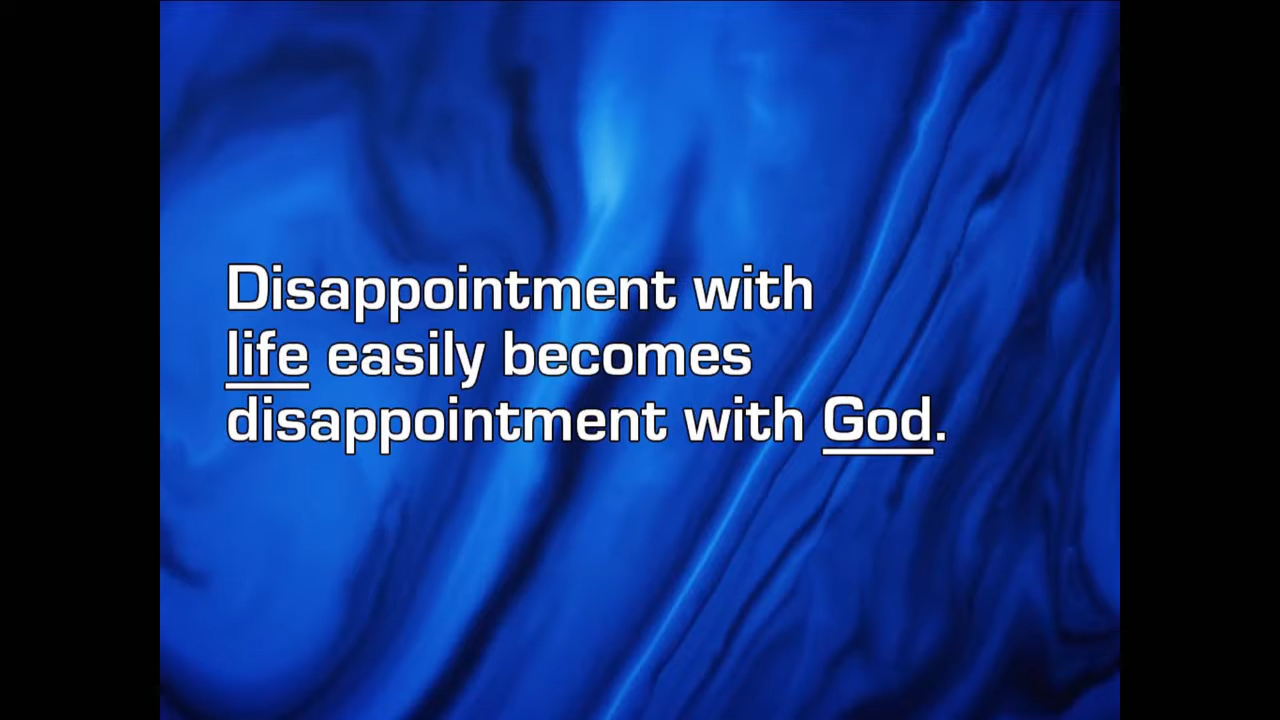 Disappointment with
life easily becomes
disappointment with God.